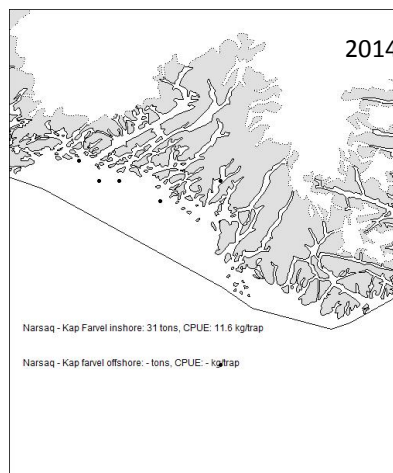 2014
Narsaq - Kap Farvel inshore: 31 tons, CPUE: 11.6 kg/trap
Narsaq - Kap farvel offshore: - tons, CPUE: - kg/trap